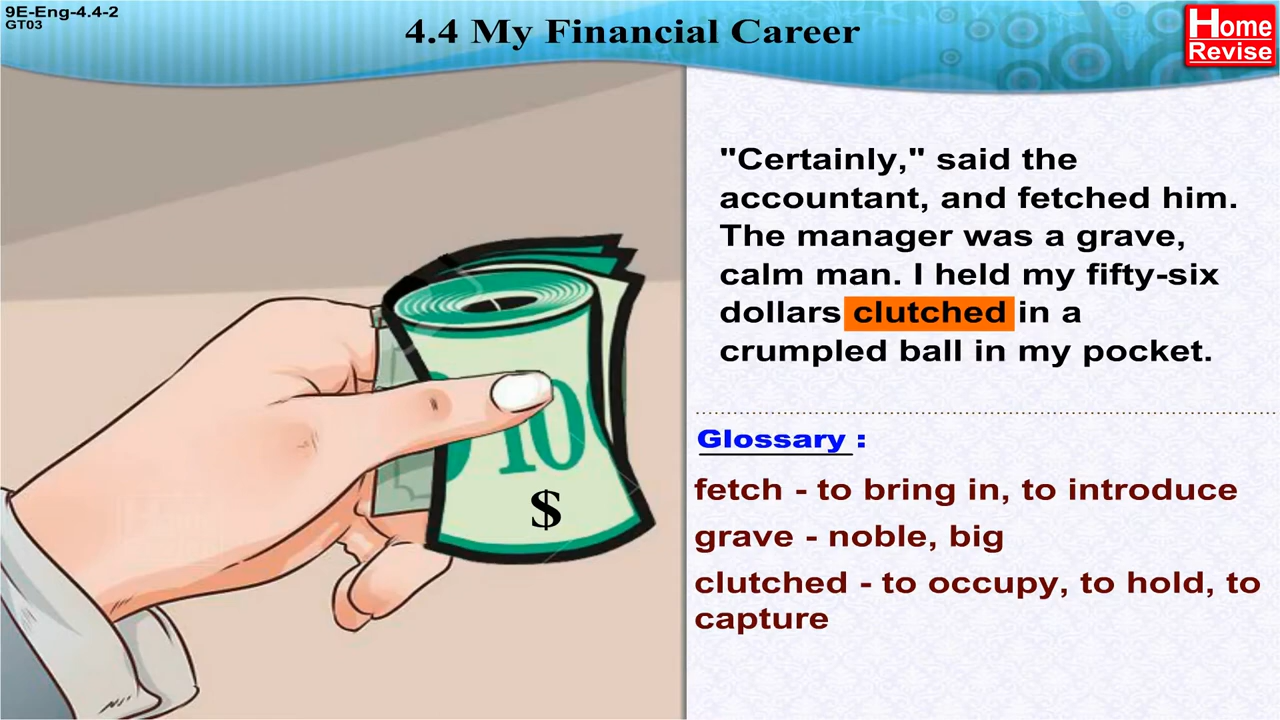 9E-Eng-4.4-2
GT03
4.4 My Financial Career
Home
Revise
"Certainly," said the
accountant, and fetched him.
The manager was a grave,
calm man. I held my fifty-six
dollars clutched in a
crumpled ball in my pocket.
Glossary :
fetch - to bring in, to introduce
grave - noble, big
clutched - to occupy, to hold, to
capture
10
$